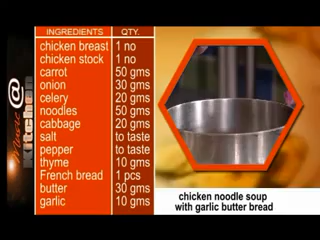 @
Music
Kitchen
INGREDIENTS QTY.
chicken breast 1 no
chicken stock 1 no
carrot 50 gms
onion 30 gms
celery 20 gms
noodles 50 gms
cabbage 20 gms
salt to taste
pepper to taste
thyme 10 gms
French bread 1 pcs
butter 30 gms
garlic 10 gms
chicken noodle soup
with garlic butter bread